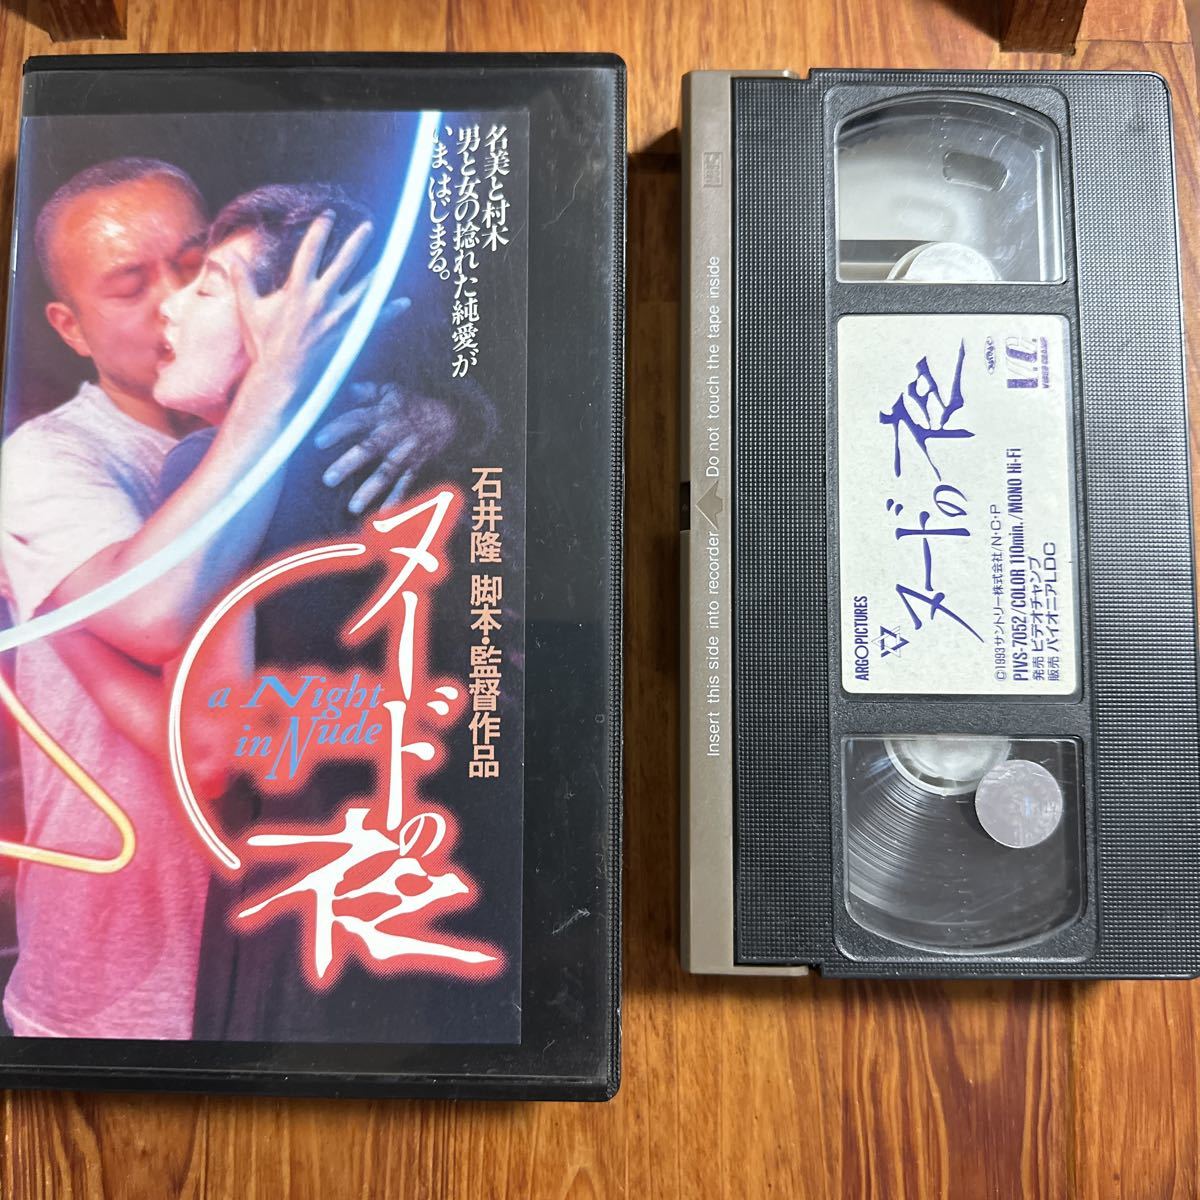 名美と村木
男と女の捻れた純愛が
いま、はじまる。
石井隆 脚本・監督作品
ヌードの夜
a Night
in Nude
VHS
Do not touch the tape inside
Insert this side into recorder
ARGOPICTURES
ヌードの夜
©1993サントリー株式会社/N・C・P
PIVS-7052/COLOR 110min./MONO Hi-Fi
発売 ビデオチャンプ
販売 パイオニアLDC
VIDEO CHAMP